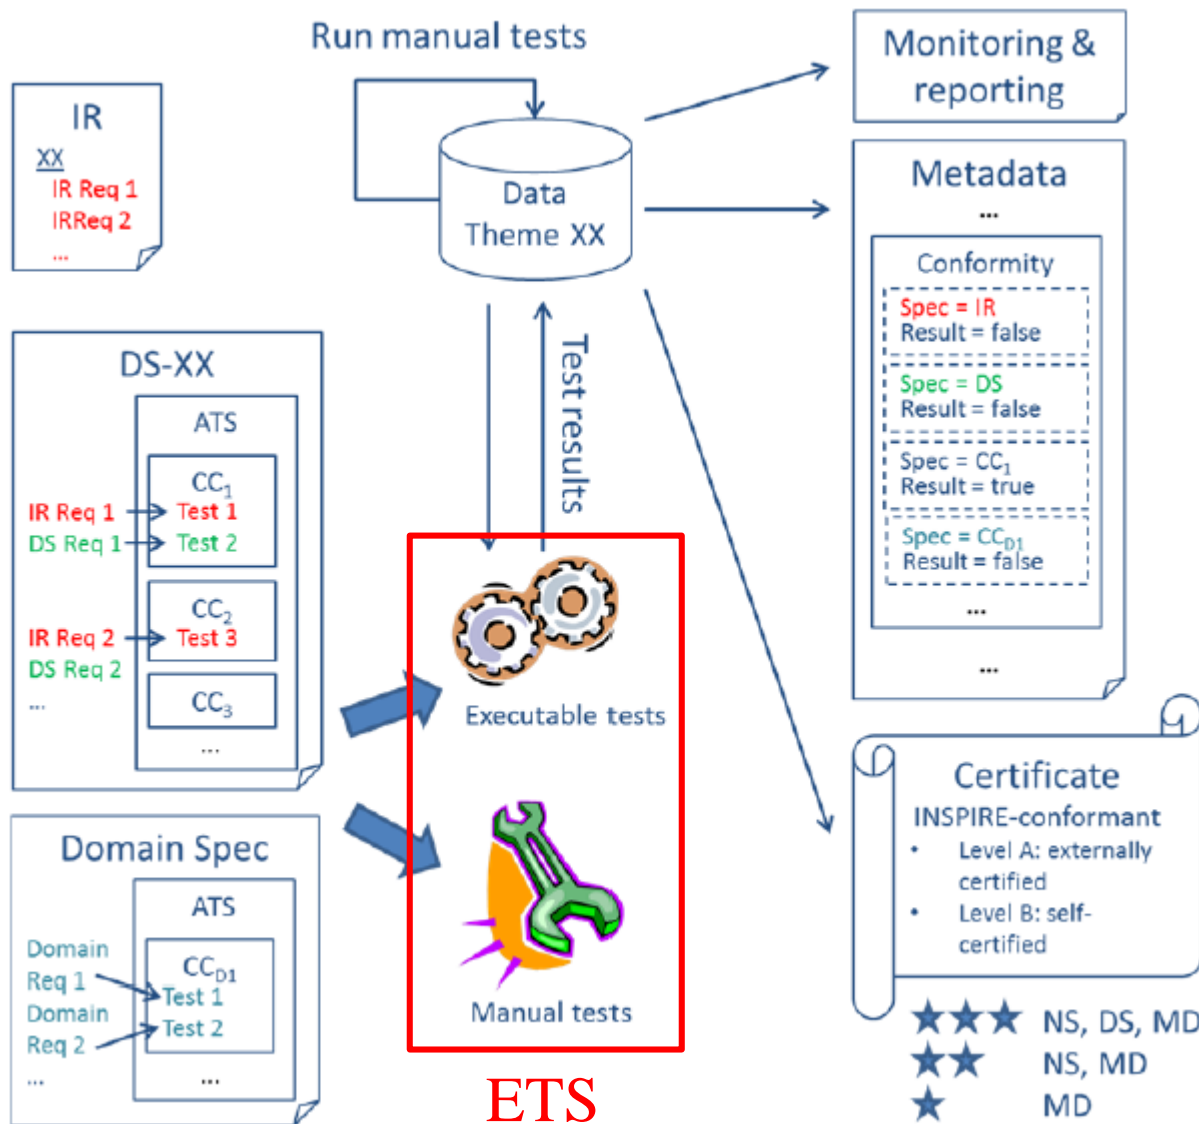 Run manual tests
IR
XX
IR Req 1
IRReq 2
...
Data
Theme XX
Test results
Monitoring &
reporting
Metadata
...
Conformity
Spec = IR
Result = false
Spec = DS
Result = false
Spec = CC1
Result = true
Spec = CCD1
Result = false
...
...
DS-XX
ATS
CC1
IR Req 1
Test 1
DS Req 1
Test 2
CC2
IR Req 2
Test 3
DS Req 2
...
CC3
...
Executable tests
Manual tests
ETS
Domain Spec
ATS
Domain
Req 1
Domain
Req 2
...
CCD1
Test 1
Test 2
...
Certificate
INSPIRE-conformant
• Level A: externally
certified
• Level B: self-
certified
NS, DS, MD
NS, MD
MD